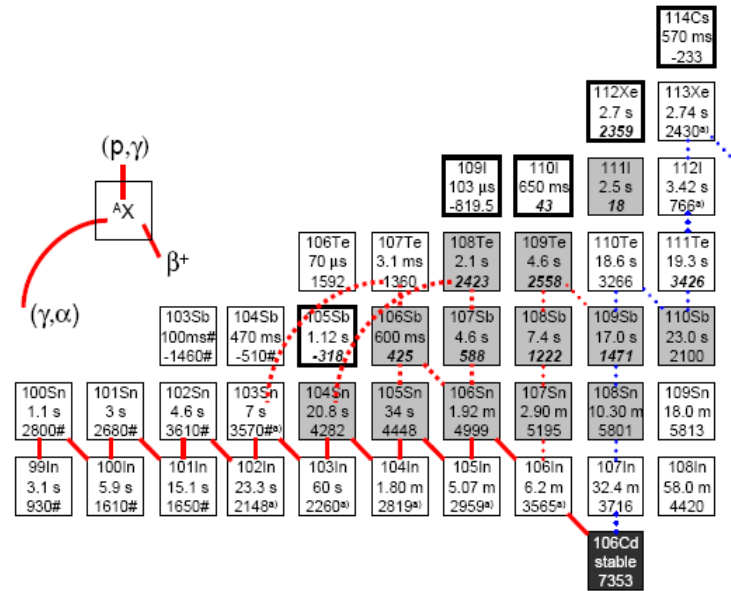 114Cs
570 ms
-233
112Xe
2.7 s
2359
113Xe
2.74 s
2430ᵃ⁾
(p,γ)
ᴬX
β⁺
(γ,α)
109I
103 µs
-819.5
110I
650 ms
43
111I
2.5 s
18
112I
3.42 s
766ᵃ⁾
106Te
70 µs
1592
107Te
3.1 ms
1360
108Te
2.1 s
2423
109Te
4.6 s
2558
110Te
18.6 s
3266
111Te
19.3 s
3426
103Sb
100ms#
-1460#
104Sb
470 ms
-510#
105Sb
1.12 s
-318
106Sb
600 ms
425
107Sb
4.6 s
588
108Sb
7.4 s
1222
109Sb
17.0 s
1471
110Sb
23.0 s
2100
100Sn
1.1 s
2800#
101Sn
3 s
2680#
102Sn
4.6 s
3610#
103Sn
7 s
3570#ᵃ⁾
104Sn
20.8 s
4282
105Sn
34 s
4448
106Sn
1.92 m
4999
107Sn
2.90 m
5195
108Sn
10.30 m
5801
109Sn
18.0 m
5813
99In
3.1 s
930#
100In
5.9 s
1610#
101In
15.1 s
1650#
102In
23.3 s
2148ᵃ⁾
103In
60 s
2260ᵃ⁾
104In
1.80 m
2819ᵃ⁾
105In
5.07 m
2959ᵃ⁾
106In
6.2 m
3565ᵃ⁾
107In
32.4 m
3716
108In
58.0 m
4420
106Cd
stable
7353